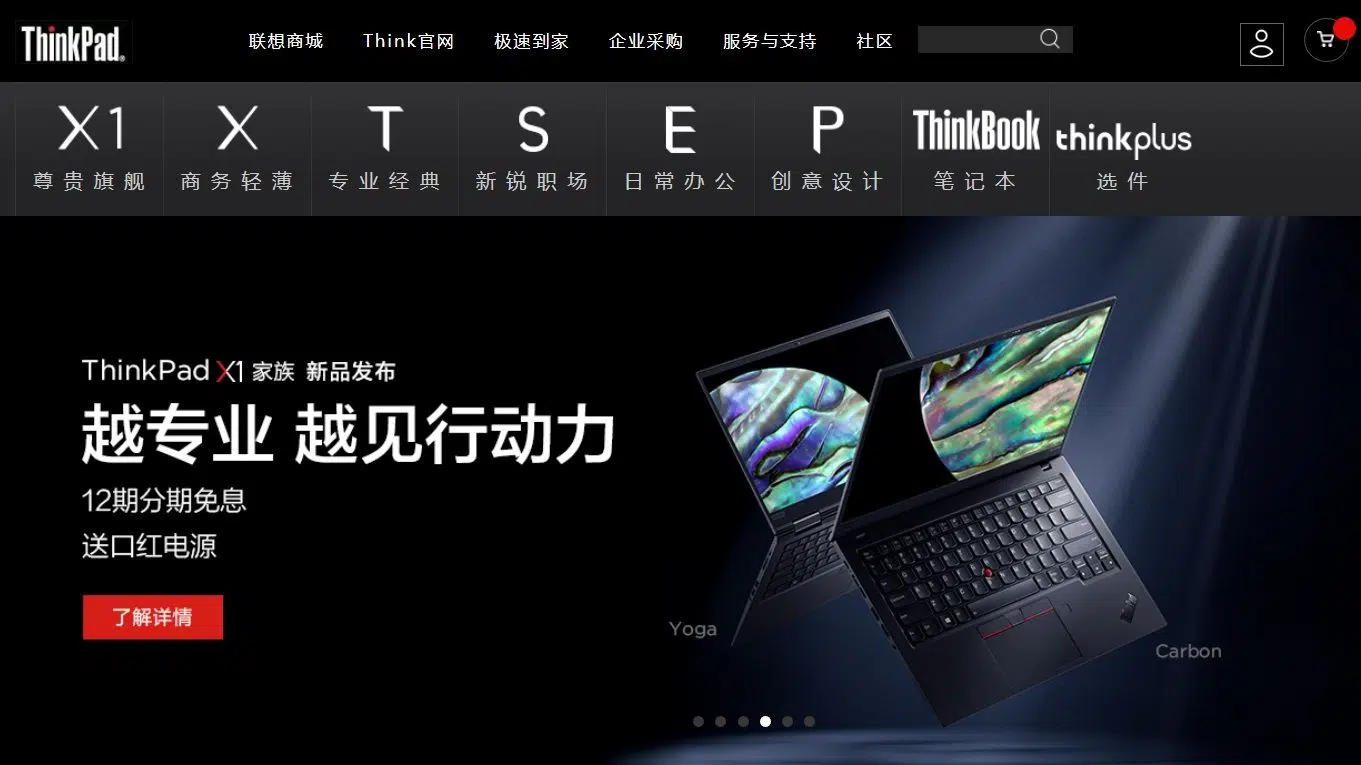 ThinkPad
联想商城 Think官网 极速到家 企业采购 服务与支持 社区
X1 X T S E P ThinkBook thinkplus
尊贵旗舰 商务轻薄 专业经典 新锐职场 日常办公 创意设计 笔记本 选件
ThinkPad X1 家族 新品发布
越专业 越见行动力
12期分期免息
送口红电源
了解详情
Yoga
Carbon